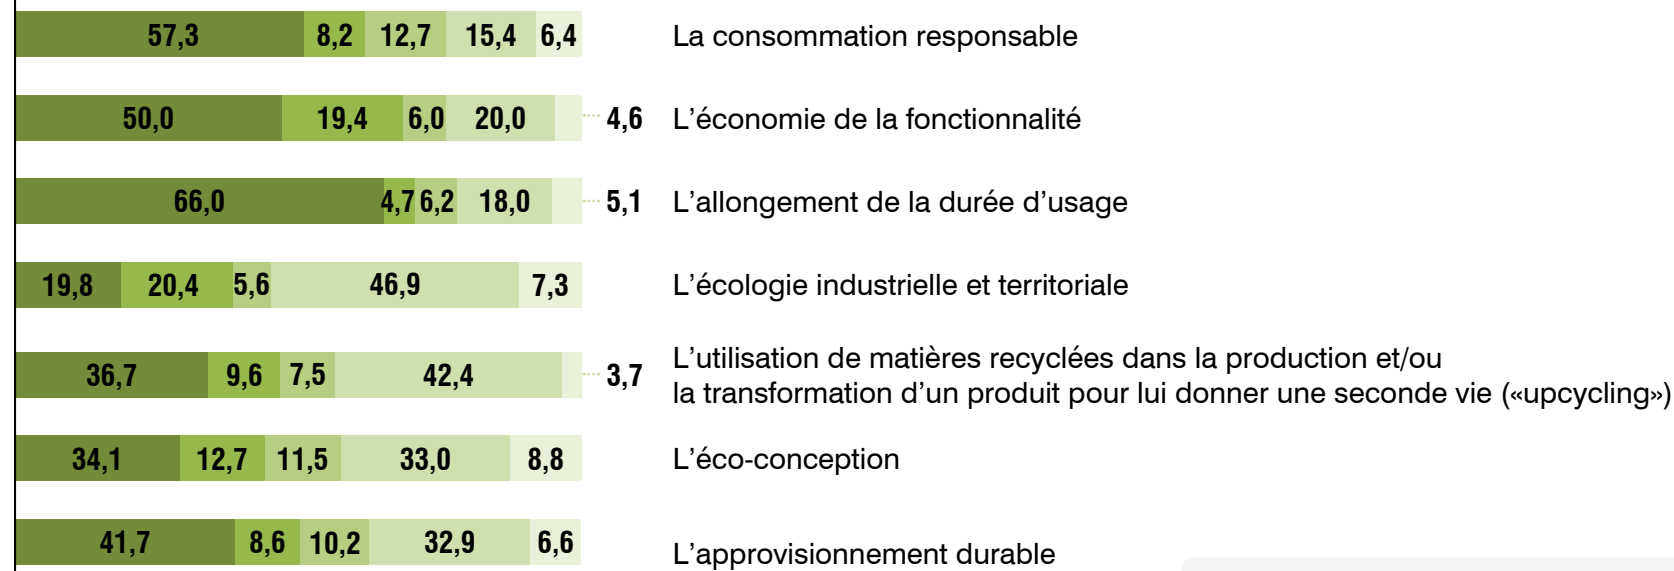 57,3 8,2 12,7 15,4 6,4 La consommation responsable
50,0 19,4 6,0 20,0 4,6 L’économie de la fonctionnalité
66,0 4,7 6,2 18,0 5,1 L’allongement de la durée d’usage
19,8 20,4 5,6 46,9 7,3 L’écologie industrielle et territoriale
36,7 9,6 7,5 42,4 3,7 L’utilisation de matières recyclées dans la production et/ou
la transformation d’un produit pour lui donner une seconde vie («upcycling»)
34,1 12,7 11,5 33,0 8,8 L’éco-conception
41,7 8,6 10,2 32,9 6,6 L’approvisionnement durable